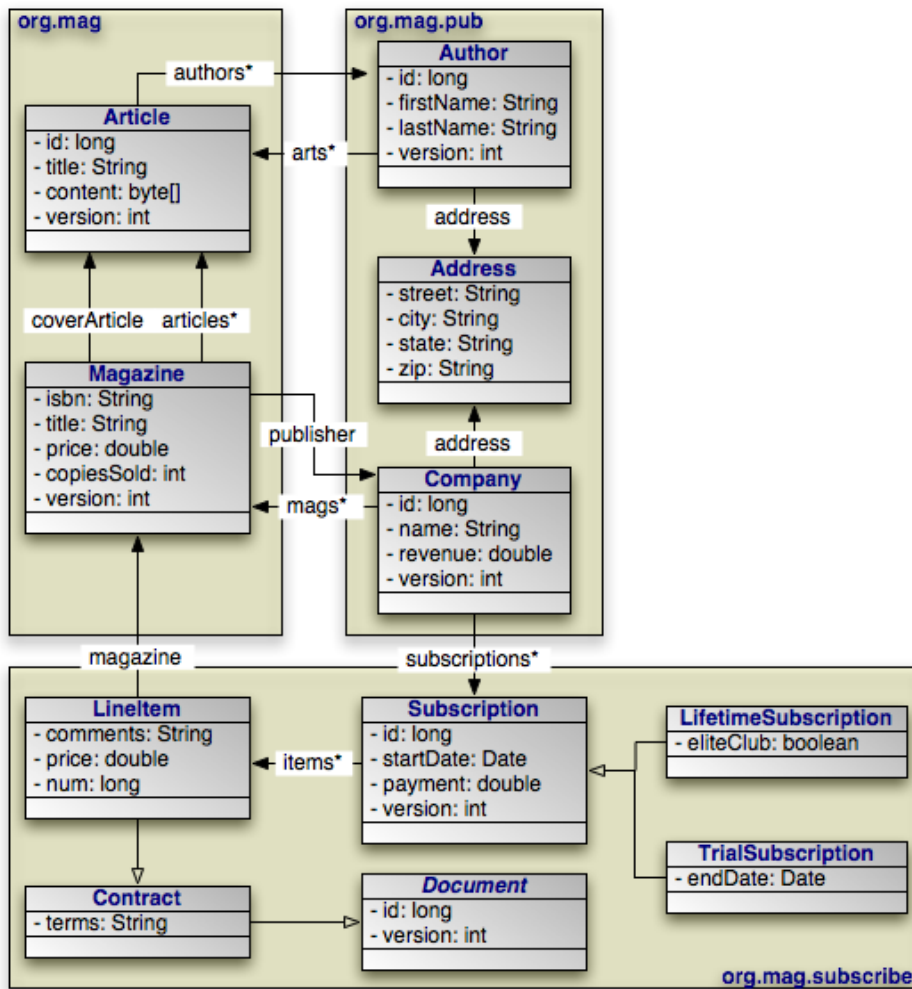 org.mag
org.mag.pub
Author
- id: long
- firstName: String
- lastName: String
- version: int
authors*
Article
- id: long
- title: String
- content: byte[]
- version: int
arts*
address
Address
- street: String
- city: String
- state: String
- zip: String
coverArticle
articles*
Magazine
- isbn: String
- title: String
- price: double
- copiesSold: int
- version: int
publisher
address
Company
- id: long
- name: String
- revenue: double
- version: int
mags*
magazine
subscriptions*
LineItem
- comments: String
- price: double
- num: long
items*
Subscription
- id: long
- startDate: Date
- payment: double
- version: int
LifetimeSubscription
- eliteClub: boolean
TrialSubscription
- endDate: Date
Contract
- terms: String
Document
- id: long
- version: int
org.mag.subscribe